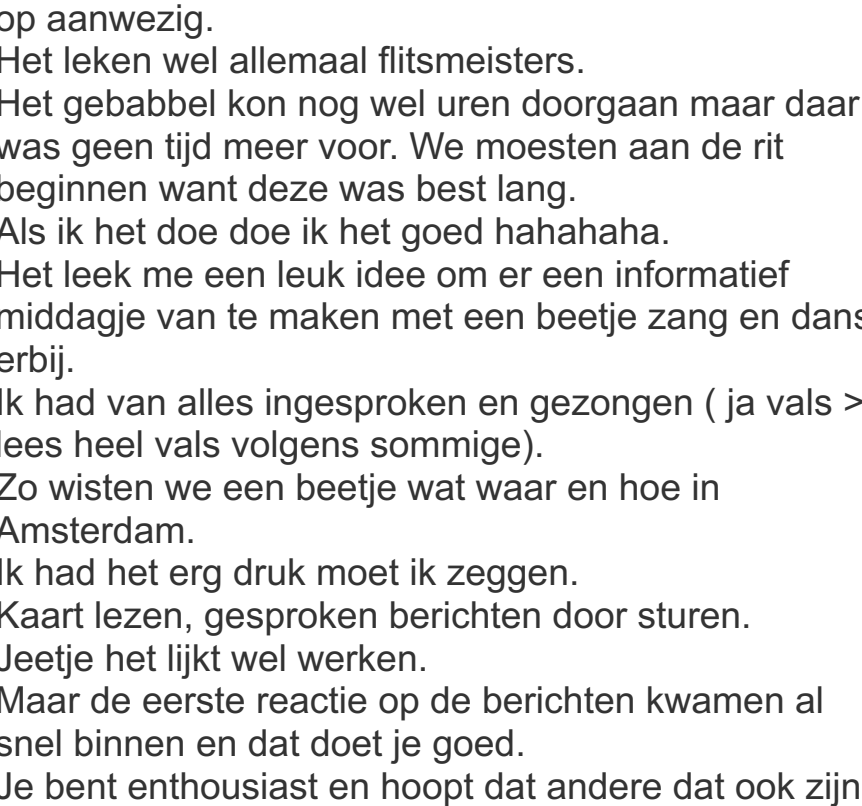 op aanwezig.
Het leken wel allemaal flitsmeisters.
Het gebabbel kon nog wel uren doorgaan maar daar
was geen tijd meer voor. We moesten aan de rit
beginnen want deze was best lang.
Als ik het doe doe ik het goed hahahaha.
Het leek me een leuk idee om er een informatief
middagje van te maken met een beetje zang en dans
erbij.
Ik had van alles ingesproken en gezongen ( ja vals >
lees heel vals volgens sommige).
Zo wisten we een beetje wat waar en hoe in
Amsterdam.
Ik had het erg druk moet ik zeggen.
Kaart lezen, gesproken berichten door sturen.
Jeetje het lijkt wel werken.
Maar de eerste reactie op de berichten kwamen al
snel binnen en dat doet je goed.
Je bent enthousiast en hoopt dat andere dat ook zijn